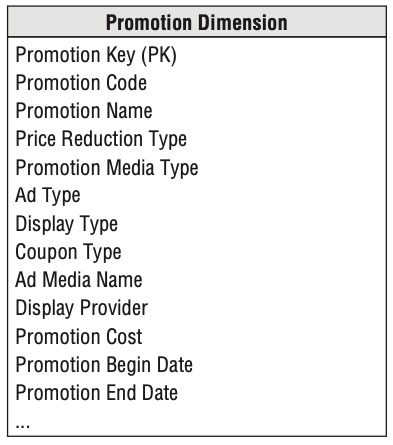 Promotion Dimension
Promotion Key (PK)
Promotion Code
Promotion Name
Price Reduction Type
Promotion Media Type
Ad Type
Display Type
Coupon Type
Ad Media Name
Display Provider
Promotion Cost
Promotion Begin Date
Promotion End Date
...